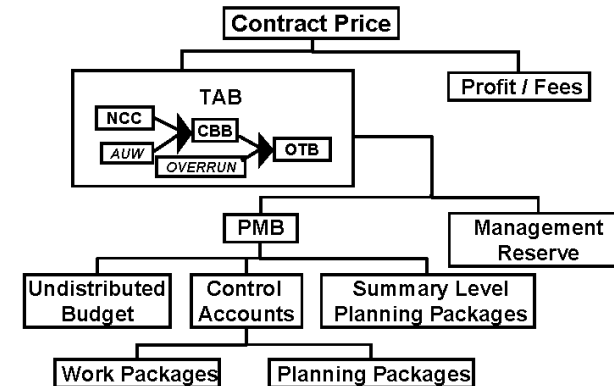 Contract Price
TAB
Profit / Fees
NCC
CBB
AUW
OVERRUN
OTB
PMB
Management
Reserve
Undistributed
Budget
Control
Accounts
Summary Level
Planning Packages
Work Packages
Planning Packages